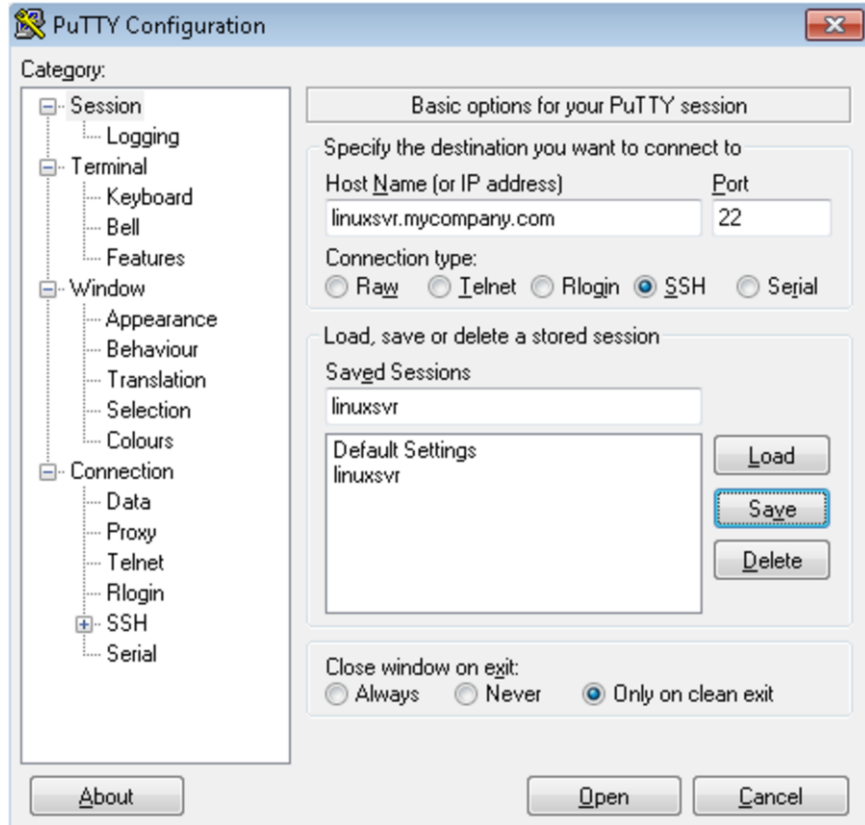 PuTTY Configuration
Category:
Session
Logging
Terminal
Keyboard
Bell
Features
Window
Appearance
Behaviour
Translation
Selection
Colours
Connection
Data
Proxy
Telnet
Rlogin
SSH
Serial
Basic options for your PuTTY session
Specify the destination you want to connect to
Host Name (or IP address) Port
linuxsvr.mycompany.com 22
Connection type:
Raw Telnet Rlogin SSH Serial
Load, save or delete a stored session
Saved Sessions
linuxsvr
Default Settings
linuxsvr
Load
Save
Delete
Close window on exit:
Always Never Only on clean exit
About Open Cancel